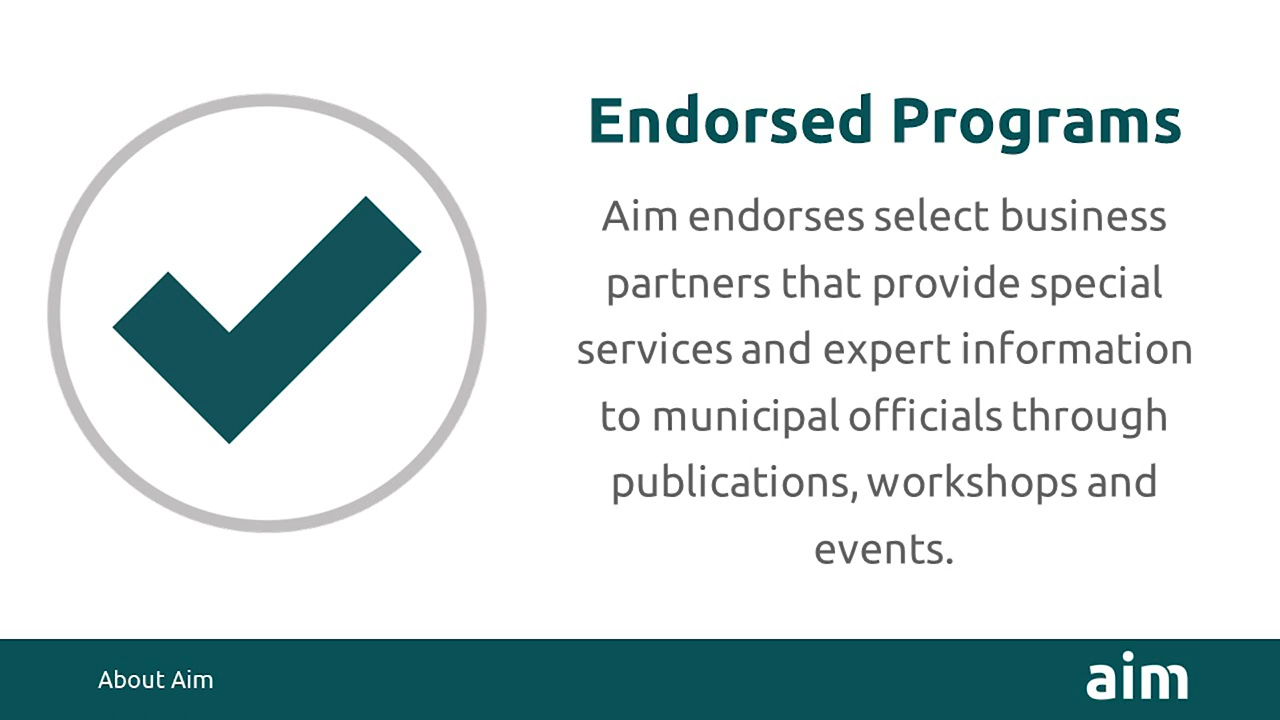 Endorsed Programs
Aim endorses select business
partners that provide special
services and expert information
to municipal officials through
publications, workshops and
events.
About Aim
aim